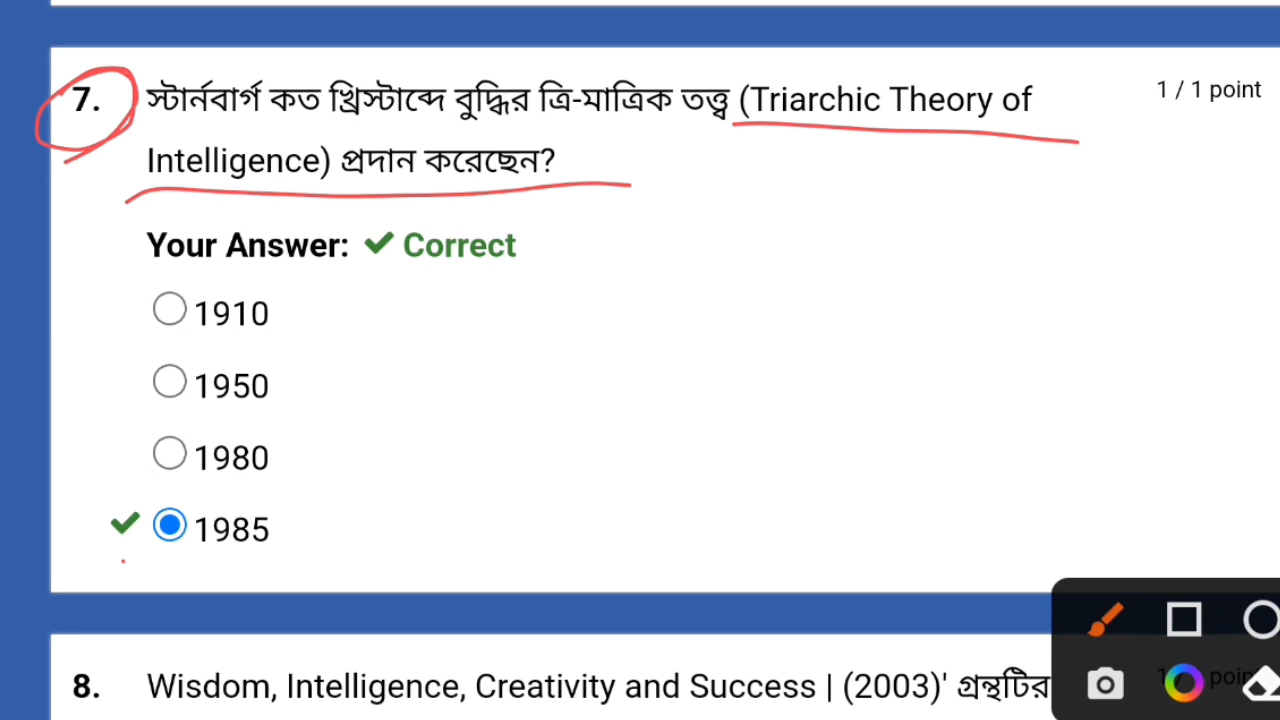 7. স্টার্নবার্গ কত খ্রিস্টাব্দে বুদ্ধির ত্রি-মাত্রিক তত্ত্ব (Triarchic Theory of 1 / 1 point
Intelligence) প্রদান করেছেন?
Your Answer: Correct
1910
1950
1980
1985
8. Wisdom, Intelligence, Creativity and Success | (2003)' গ্রন্থটির